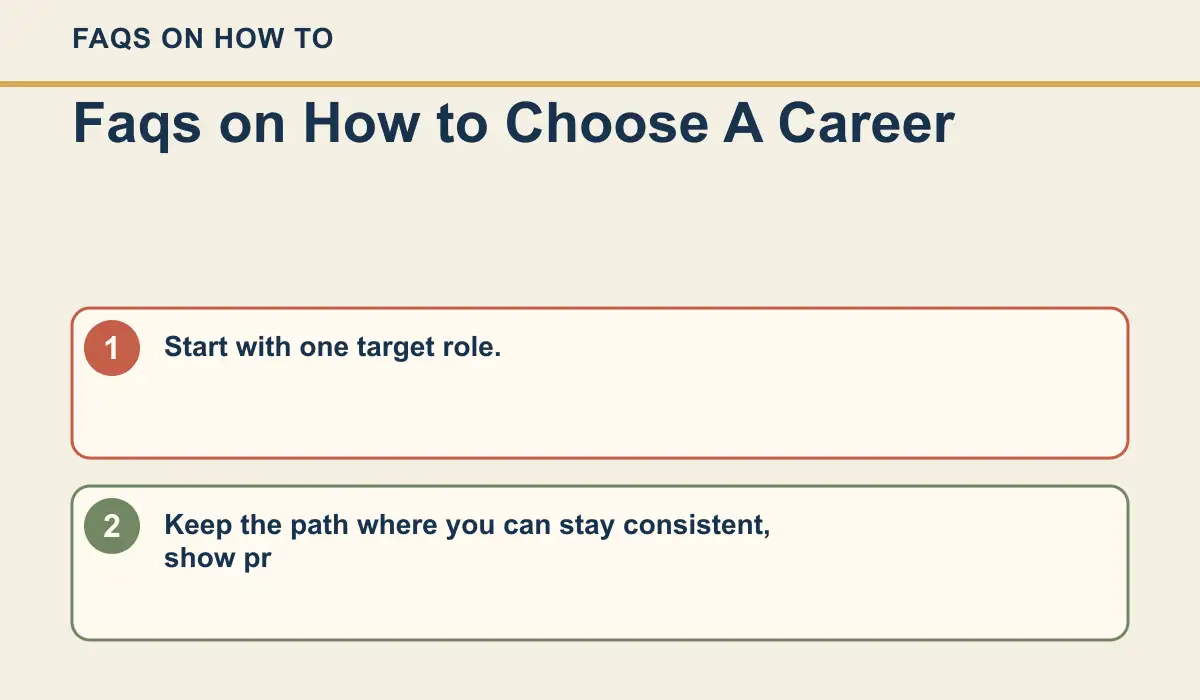 FAQS ON HOW TO
Faqs on How to Choose A Career
1
Start with one target role.
2
Keep the path where you can stay consistent,
show pr